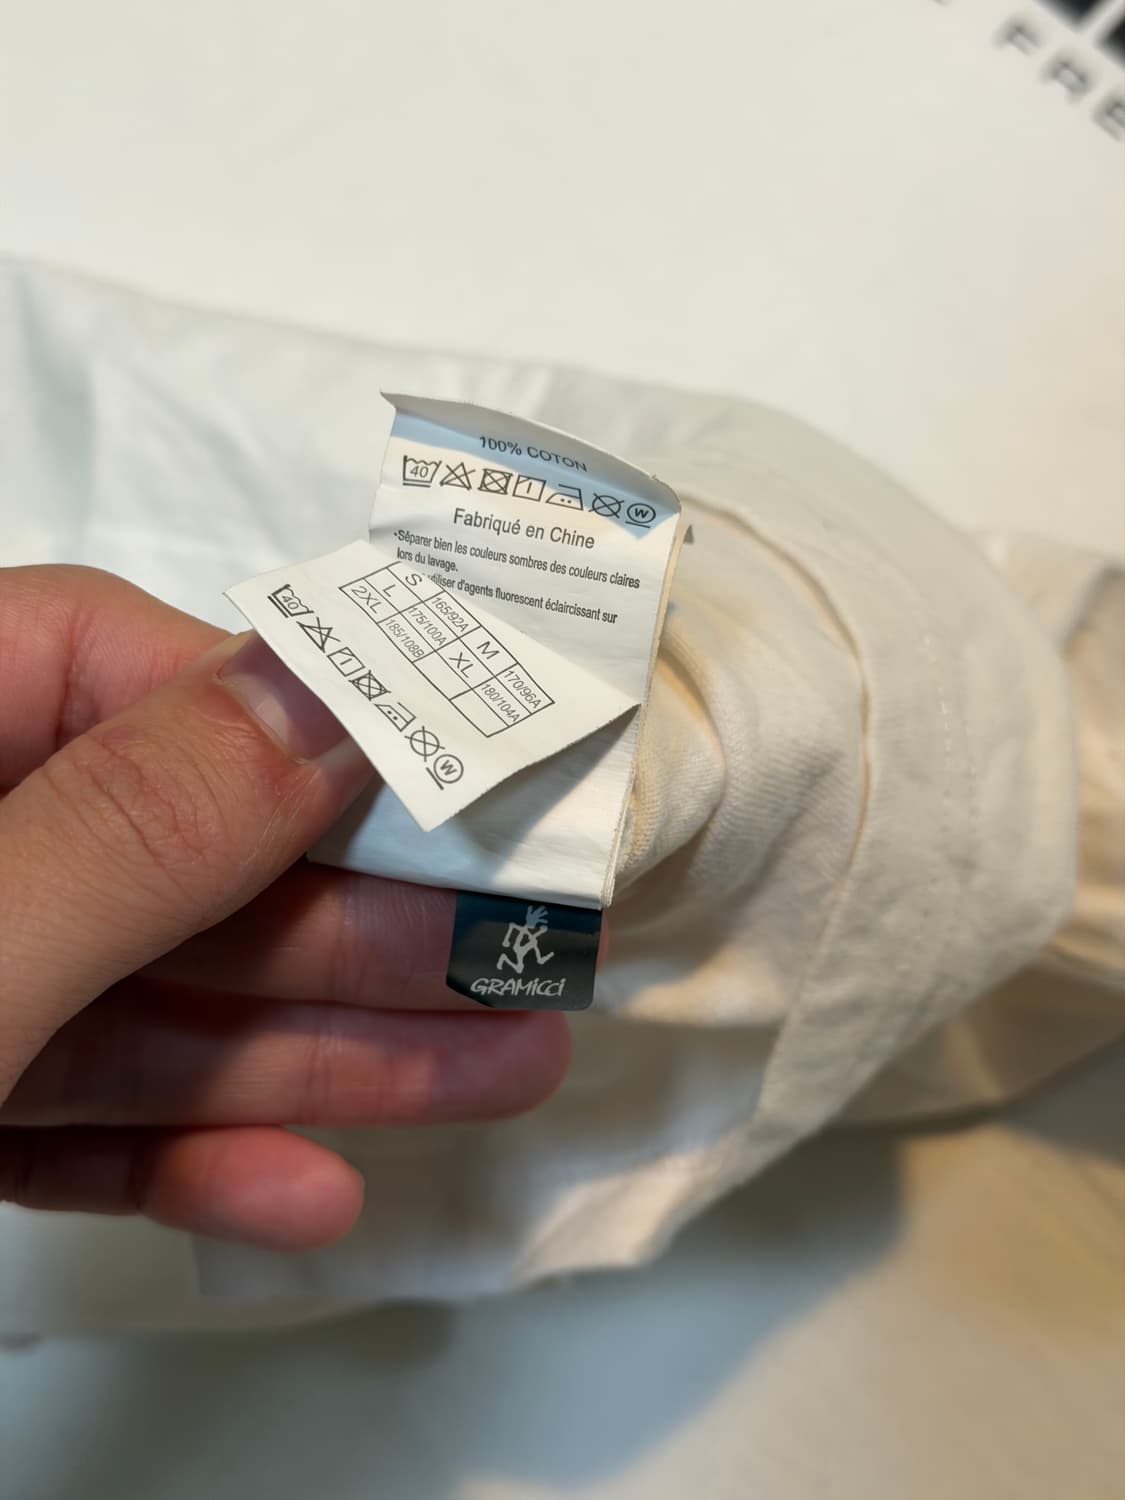 FRE
100% COTON
40 W
Fabriqué en Chine
•Séparer bien les couleurs sombres des couleurs claires
lors du lavage.
utiliser d'agents fluorescent éclaircissant sur
S 165/92A M 170/96A
L 175/100A XL 180/104A
2XL 185/108B
40 W
GRAMiCCi